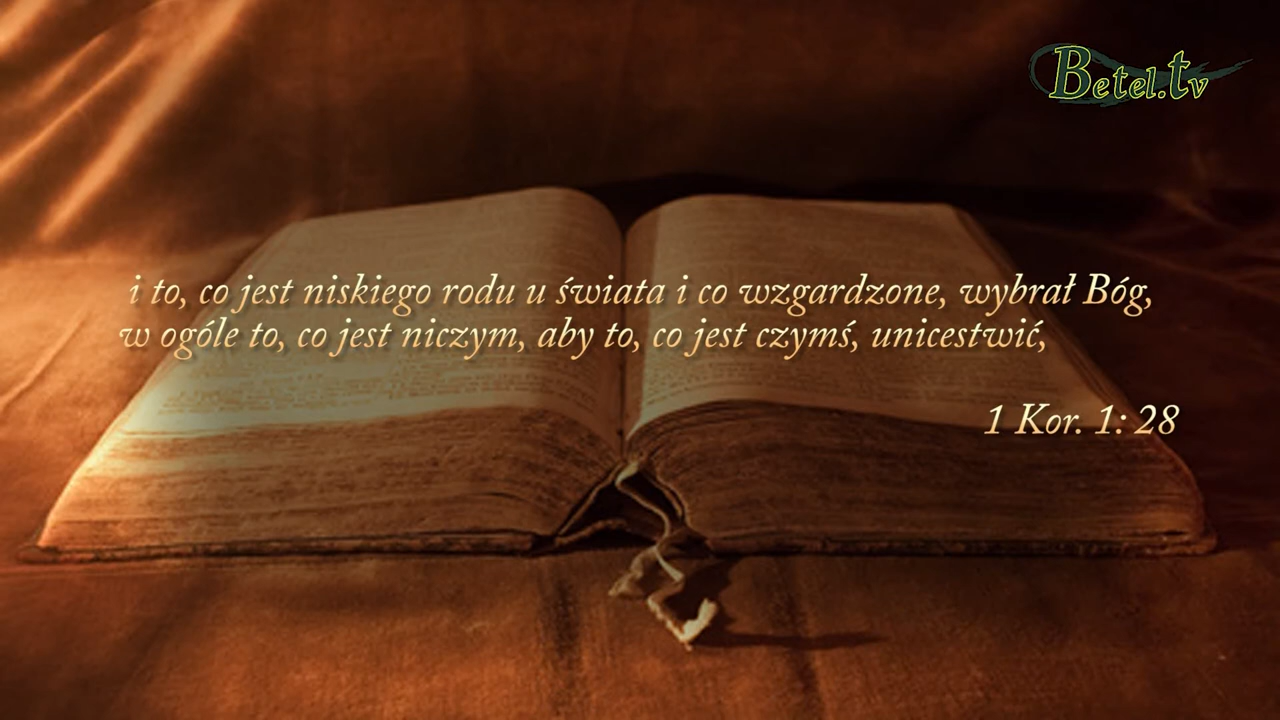 Betel.tv
i to, co jest niskiego rodu u świata i co wzgardzone, wybrał Bóg,
w ogóle to, co jest niczym, aby to, co jest czymś, unicestwić,
1 Kor. 1: 28